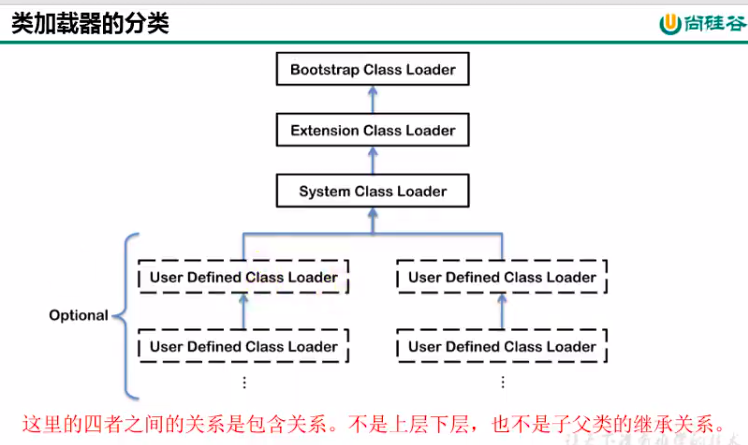 类加载器的分类
尚硅谷
Bootstrap Class Loader
Extension Class Loader
System Class Loader
User Defined Class Loader
User Defined Class Loader
Optional
User Defined Class Loader
User Defined Class Loader
这里的四者之间的关系是包含关系。不是上层下层，也不是子父类的继承关系。